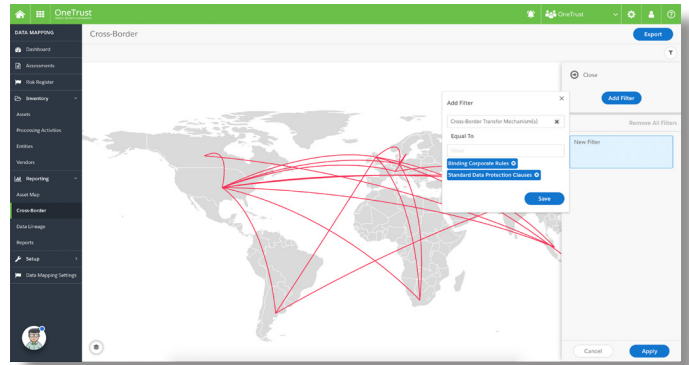 OneTrust
OneTrust
DATA MAPPING
Cross-Border
Export
Dashboard
Assessments
Risk Register
Inventory
Assets
Processing Activities
Entities
Vendors
Reporting
Asset Map
Cross-Border
Data Lineage
Reports
Setup
Data Mapping Settings
Add Filter
Cross-Border Transfer Mechanism(s)
Equal To
Binding Corporate Rules
Standard Data Protection Clauses
Save
Close
Add Filter
Remove All Filters
New Filter
Cancel
Apply